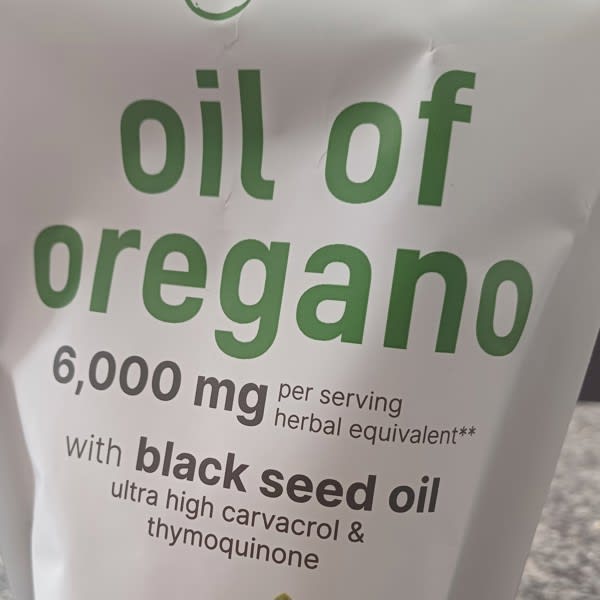 oil of
oregano
6,000 mg per serving
herbal equivalent**
with black seed oil
ultra high carvacrol &
thymoquinone